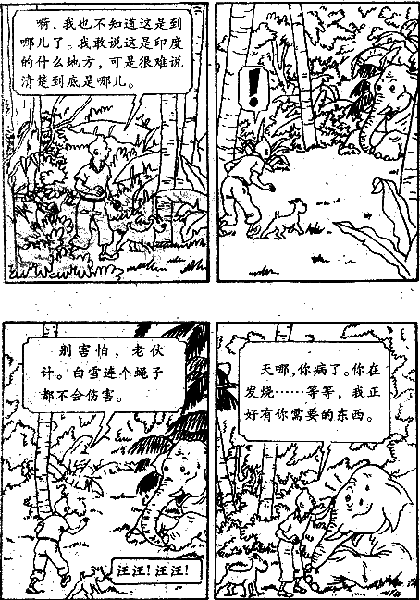 啊，我也不知道这是到
哪儿了。我敢说这是印度
的什么地方，可是很难说
清楚到底是哪儿。
！
别害怕、老伙
计。白雪连个蝇子
都不会伤害。
汪汪！汪汪！
天哪，你病了。你在
发烧……等等，我正
好有你需要的东西。